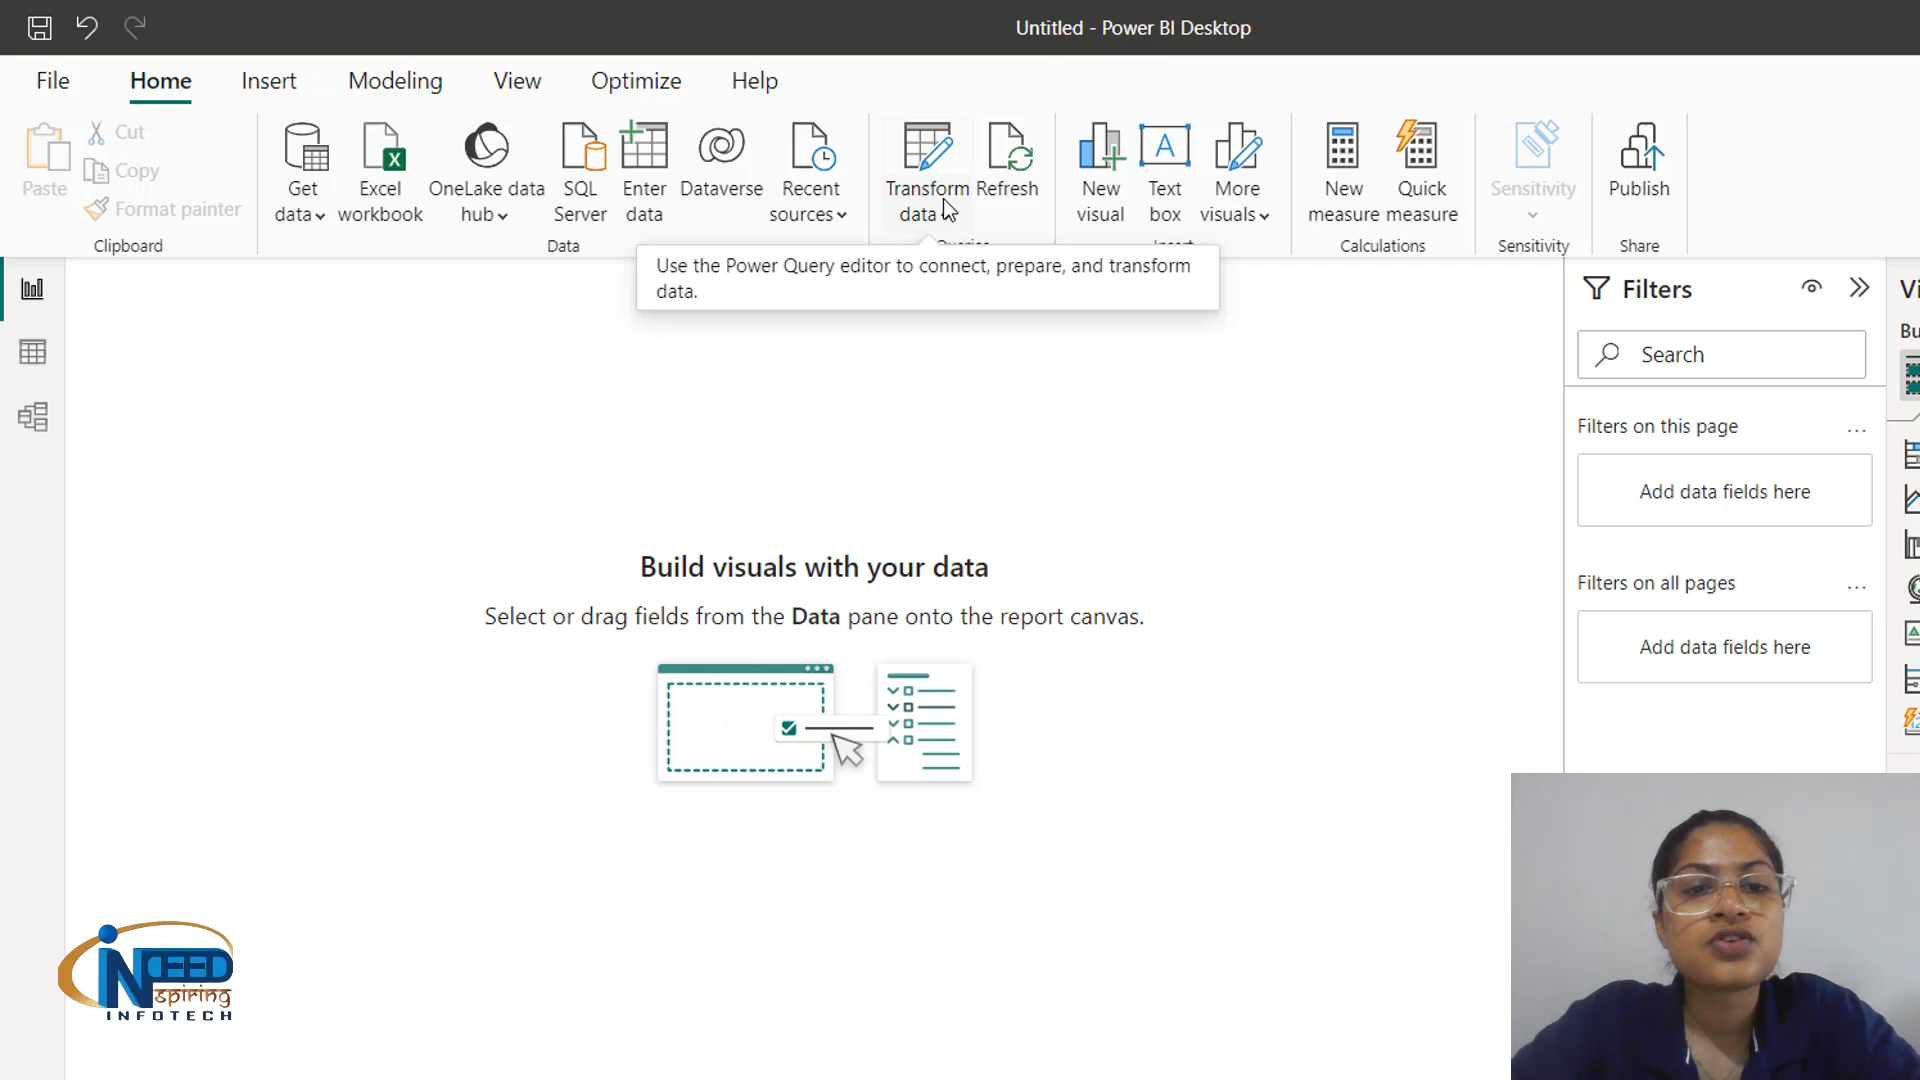 Untitled - Power BI Desktop
File Home Insert Modeling View Optimize Help
Paste
Cut
Copy
Format painter
Clipboard
Get data
Excel workbook
OneLake data hub
SQL Server
Enter data
Dataverse
Recent sources
Data
Transform data
Refresh
New visual
Text box
More visuals
New measure
Quick measure
Calculations
Sensitivity
Sensitivity
Publish
Share
Use the Power Query editor to connect, prepare, and transform
data.
Filters
Search
Filters on this page
Add data fields here
Filters on all pages
Add data fields here
Build visuals with your data
Select or drag fields from the Data pane onto the report canvas.
iNDEED
Nspiring
INFOTECH